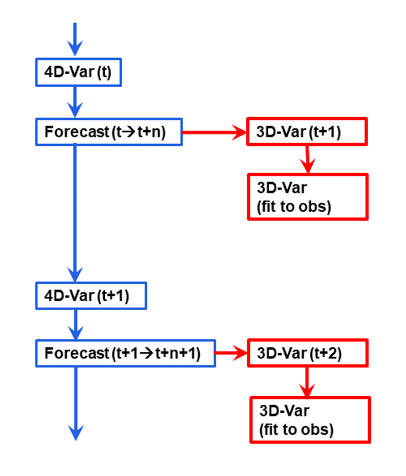 4D-Var(t)
Forecast(t→t+n)
3D-Var(t+1)
3D-Var
(fit to obs)
4D-Var(t+1)
Forecast(t+1→t+n+1)
3D-Var(t+2)
3D-Var
(fit to obs)